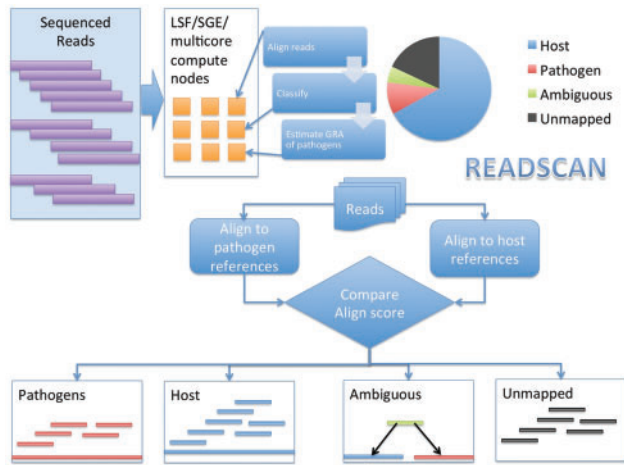 Sequenced
Reads
LSF/SGE/
multicore
compute
nodes
Align reads
Classify
Estimate GRA
of pathogens
Host
Pathogen
Ambiguous
Unmapped
READSCAN
Reads
Align to
pathogen
references
Align to host
references
Compare
Align score
Pathogens
Host
Ambiguous
Unmapped